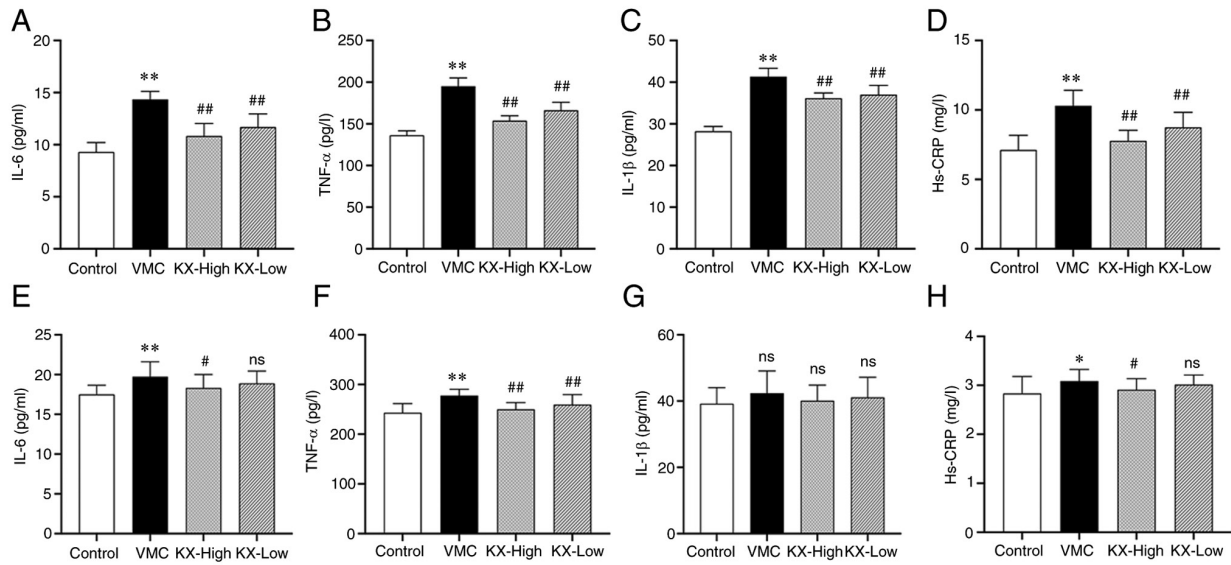 A
IL-6 (pg/ml)
20
15
10
5
0
**
##
##
Control VMC KX-High KX-Low
B
TNF-α (pg/l)
250
200
150
100
50
0
**
##
##
Control VMC KX-High KX-Low
C
IL-1β (pg/ml)
50
40
30
20
10
0
**
##
##
Control VMC KX-High KX-Low
D
Hs-CRP (mg/l)
15
10
5
0
**
##
##
Control VMC KX-High KX-Low
E
IL-6 (pg/ml)
25
20
15
10
5
0
**
#
ns
Control VMC KX-High KX-Low
F
TNF-α (pg/l)
400
300
200
100
0
**
##
##
Control VMC KX-High KX-Low
G
IL-1β (pg/ml)
60
40
20
0
ns
ns
ns
Control VMC KX-High KX-Low
H
Hs-CRP (mg/l)
4
3
2
1
0
*
#
ns
Control VMC KX-High KX-Low